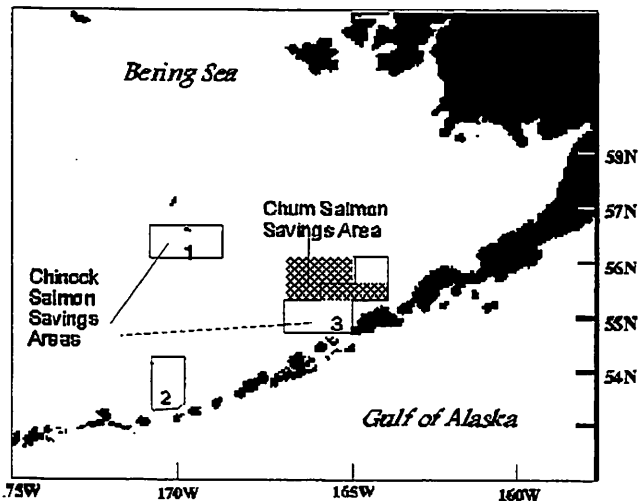 Bering Sea
58N
57N
Chum Salmon
Savings Area
1
56N
Chinook
Salmon
Savings
Areas
3
55N
54N
2
Gulf of Alaska
175W
170W
165W
160W